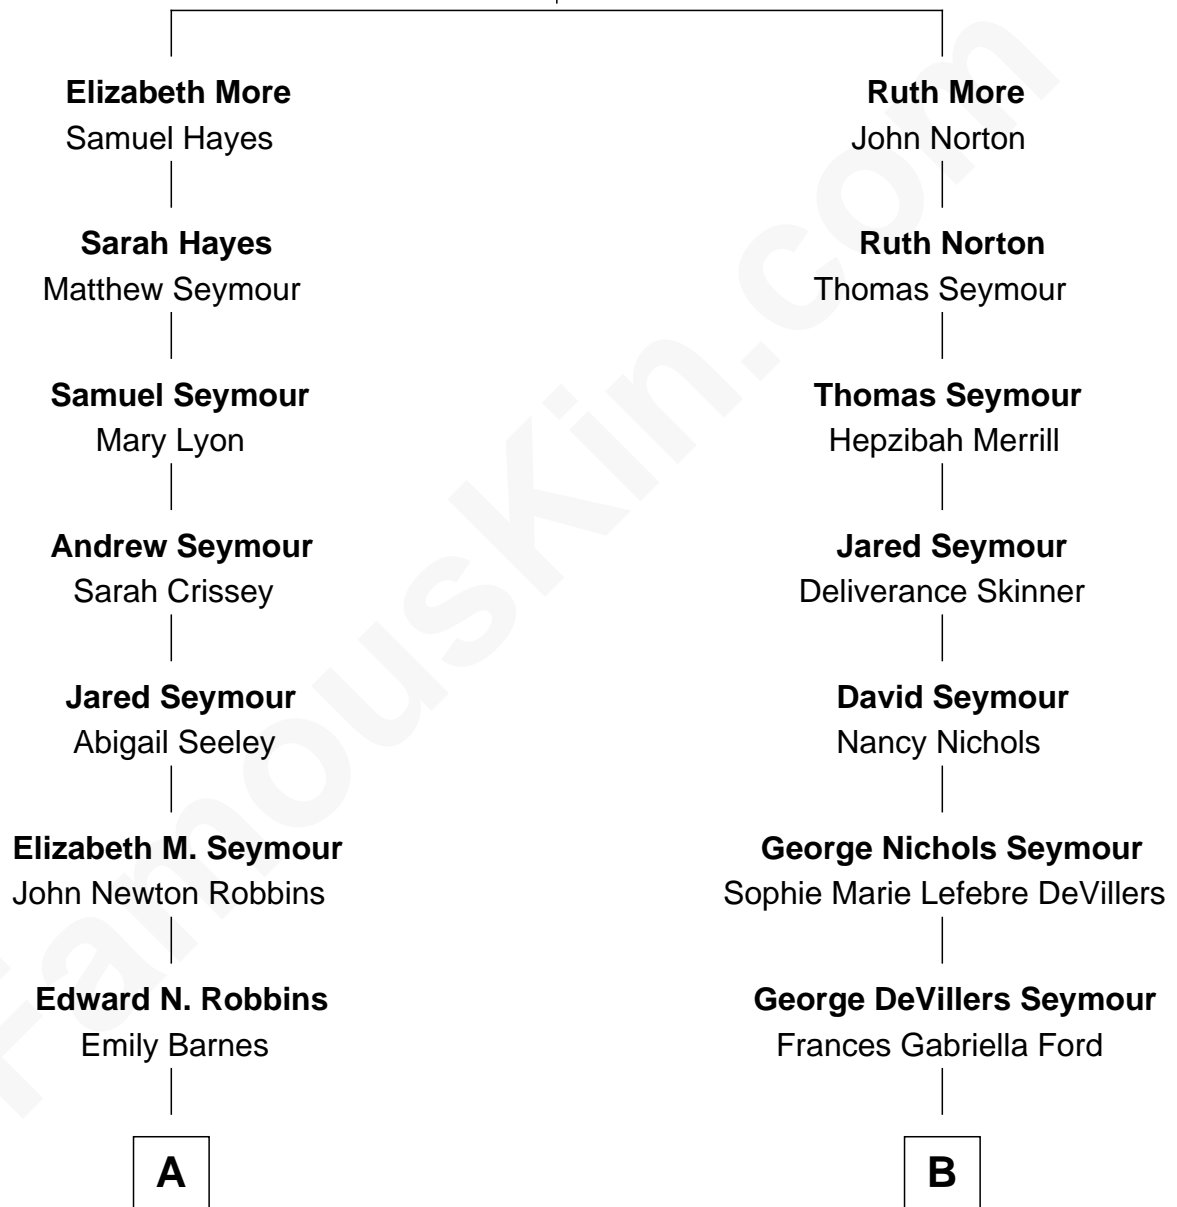 Elizabeth More
Samuel Hayes
Sarah Hayes
Matthew Seymour
Samuel Seymour
Mary Lyon
Andrew Seymour
Sarah Crissey
Jared Seymour
Abigail Seeley
Elizabeth M. Seymour
John Newton Robbins
Edward N. Robbins
Emily Barnes
A
Ruth More
John Norton
Ruth Norton
Thomas Seymour
Thomas Seymour
Hepzibah Merrill
Jared Seymour
Deliverance Skinner
David Seymour
Nancy Nichols
George Nichols Seymour
Sophie Marie Lefebre DeVillers
George DeVillers Seymour
Frances Gabriella Ford
B
FamousKin.com